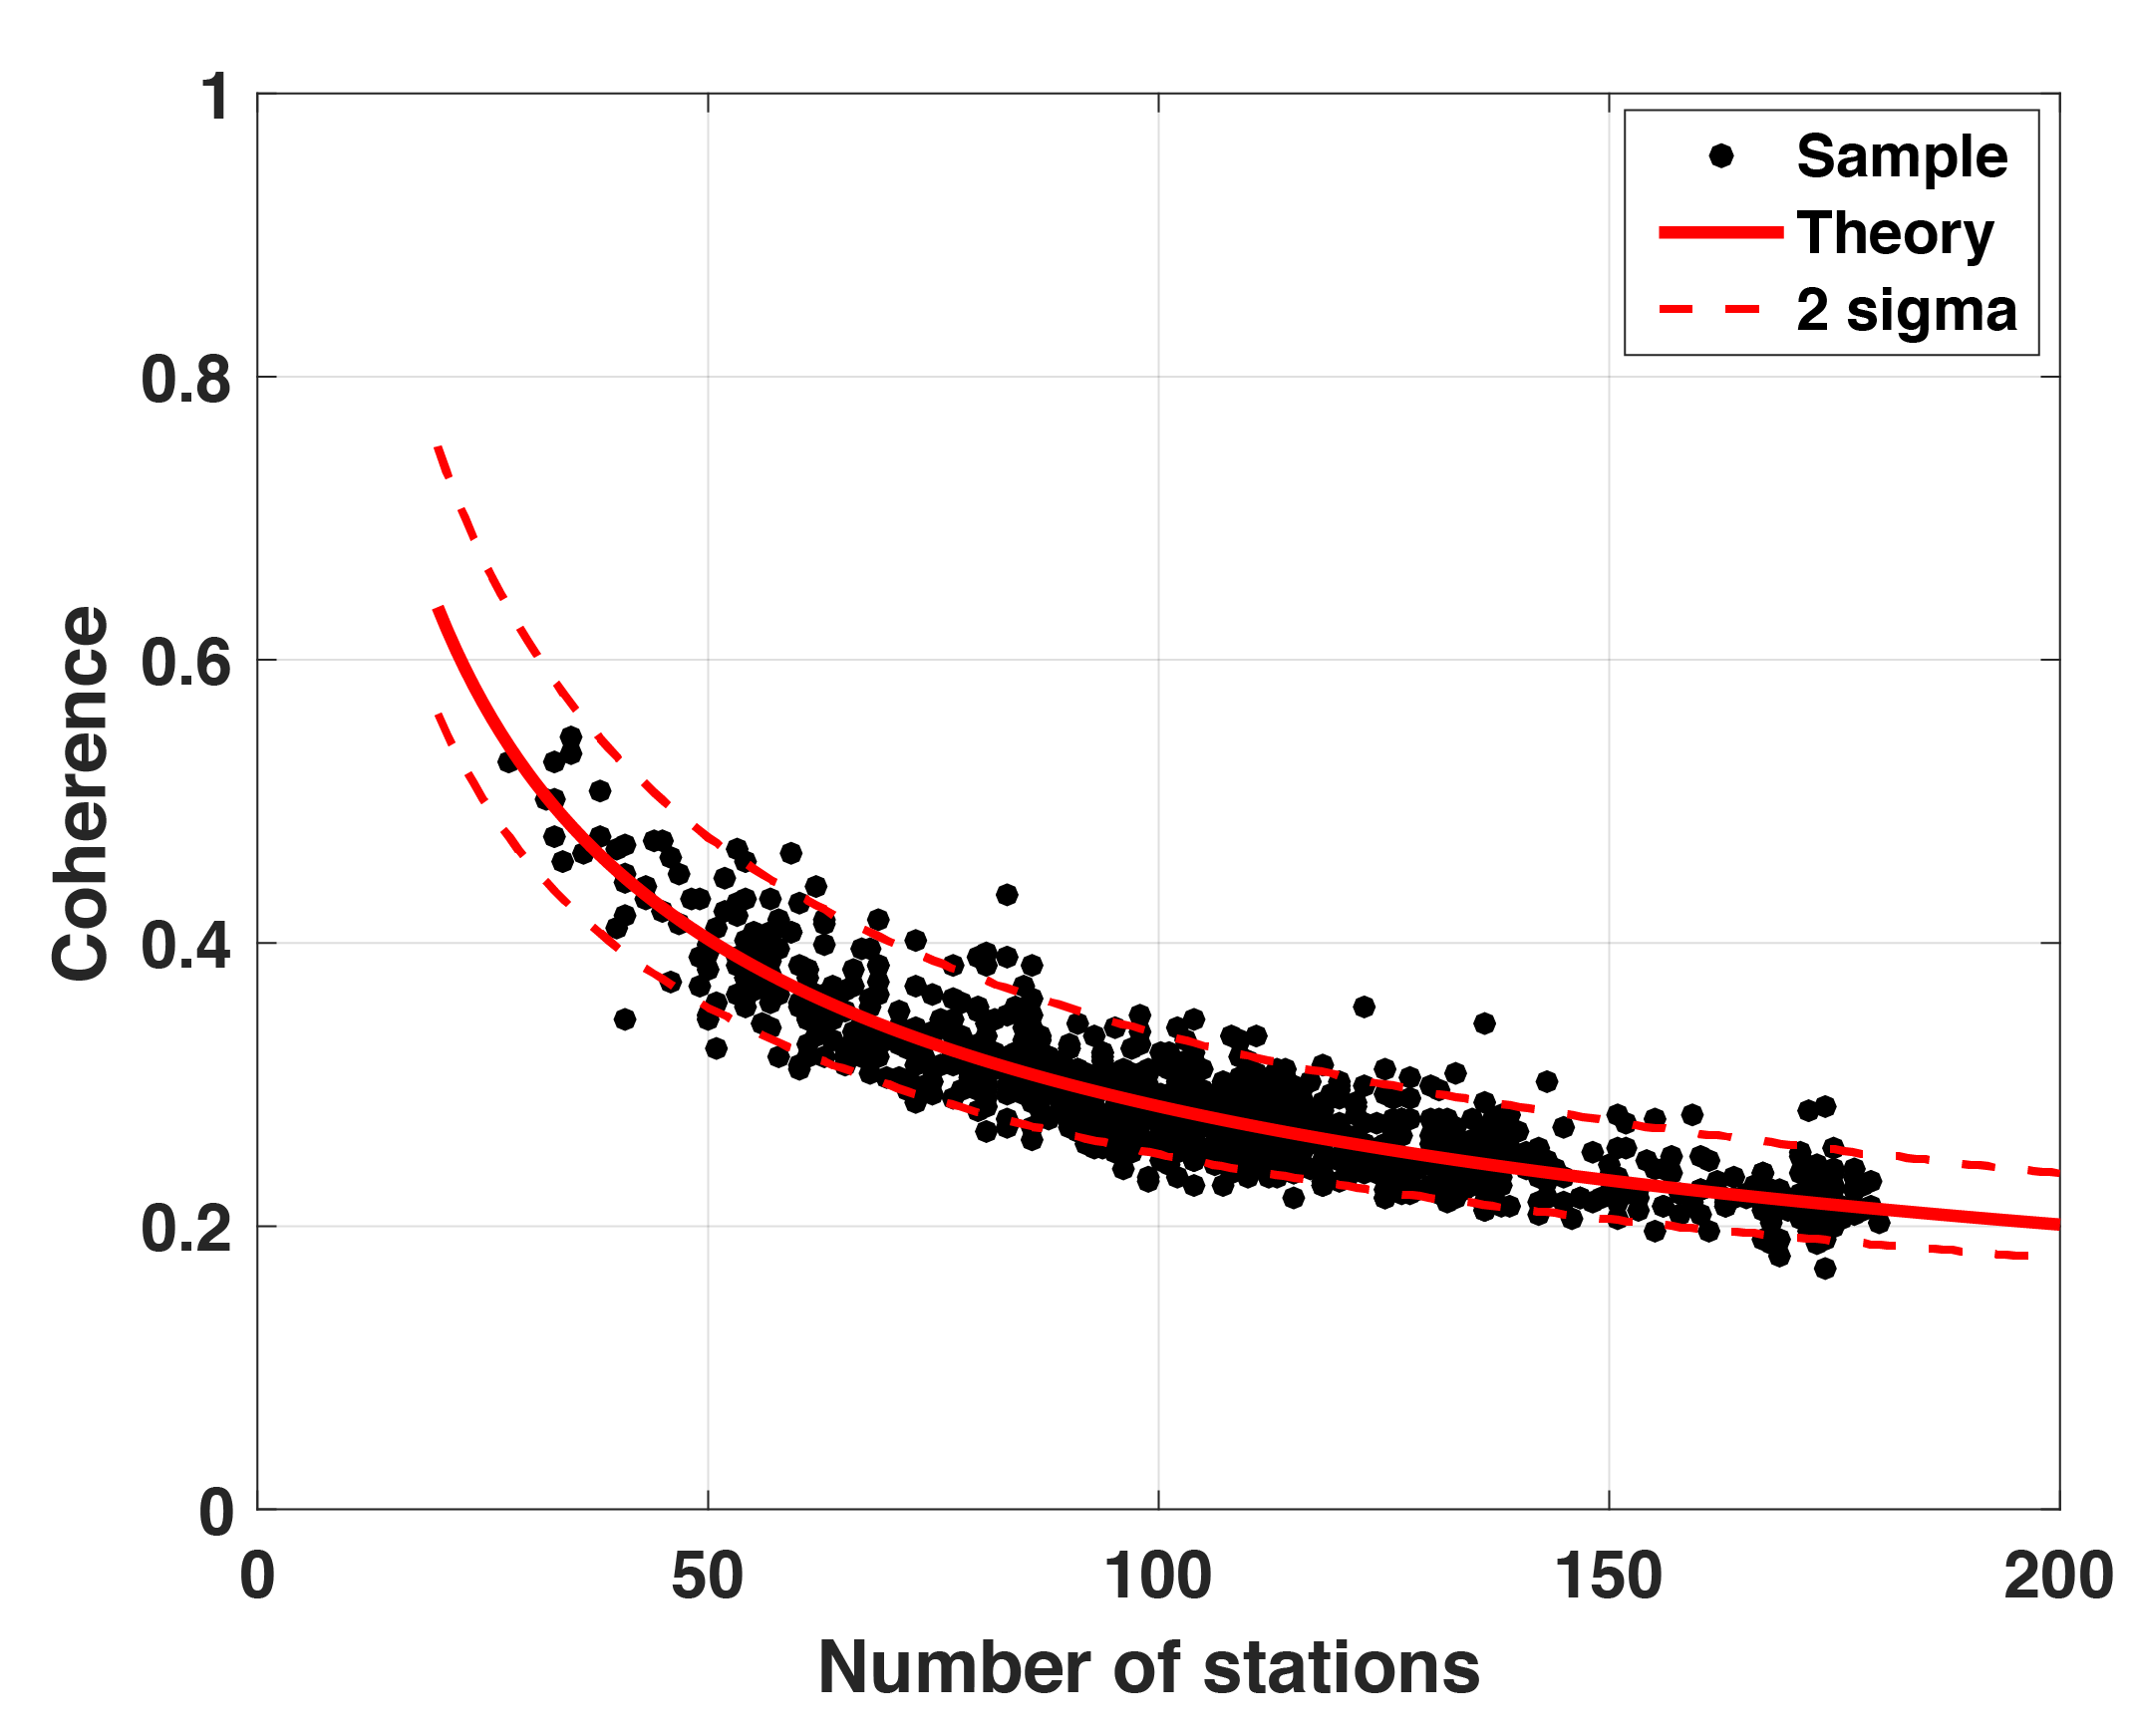 1
0.8
0.6
0.4
0.2
0
0 50 100 150 200
Coherence
Number of stations
Sample
Theory
2 sigma